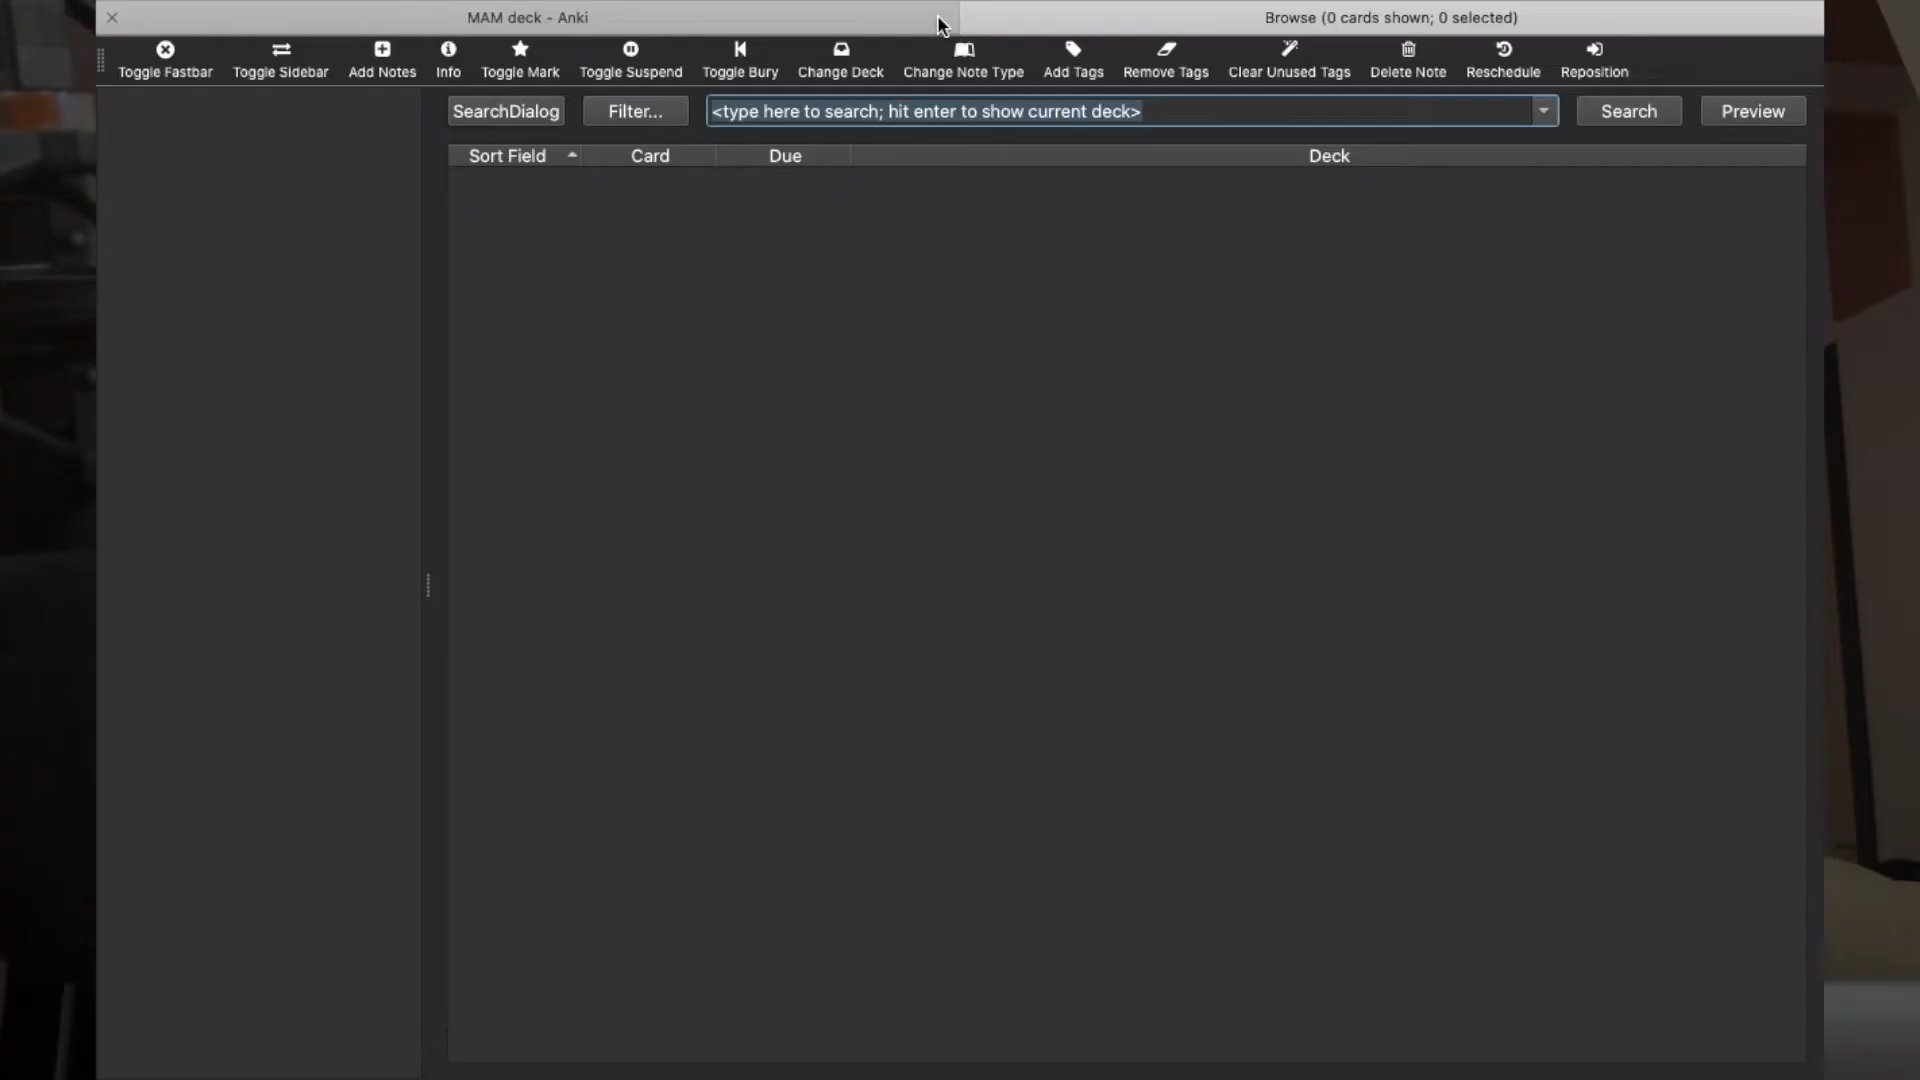 MAM deck - Anki
Browse (0 cards shown; 0 selected)
Toggle Fastbar
Toggle Sidebar
Add Notes
Info
Toggle Mark
Toggle Suspend
Toggle Bury
Change Deck
Change Note Type
Add Tags
Remove Tags
Clear Unused Tags
Delete Note
Reschedule
Reposition
SearchDialog
Filter...
<type here to search; hit enter to show current deck>
Search
Preview
Sort Field
Card
Due
Deck